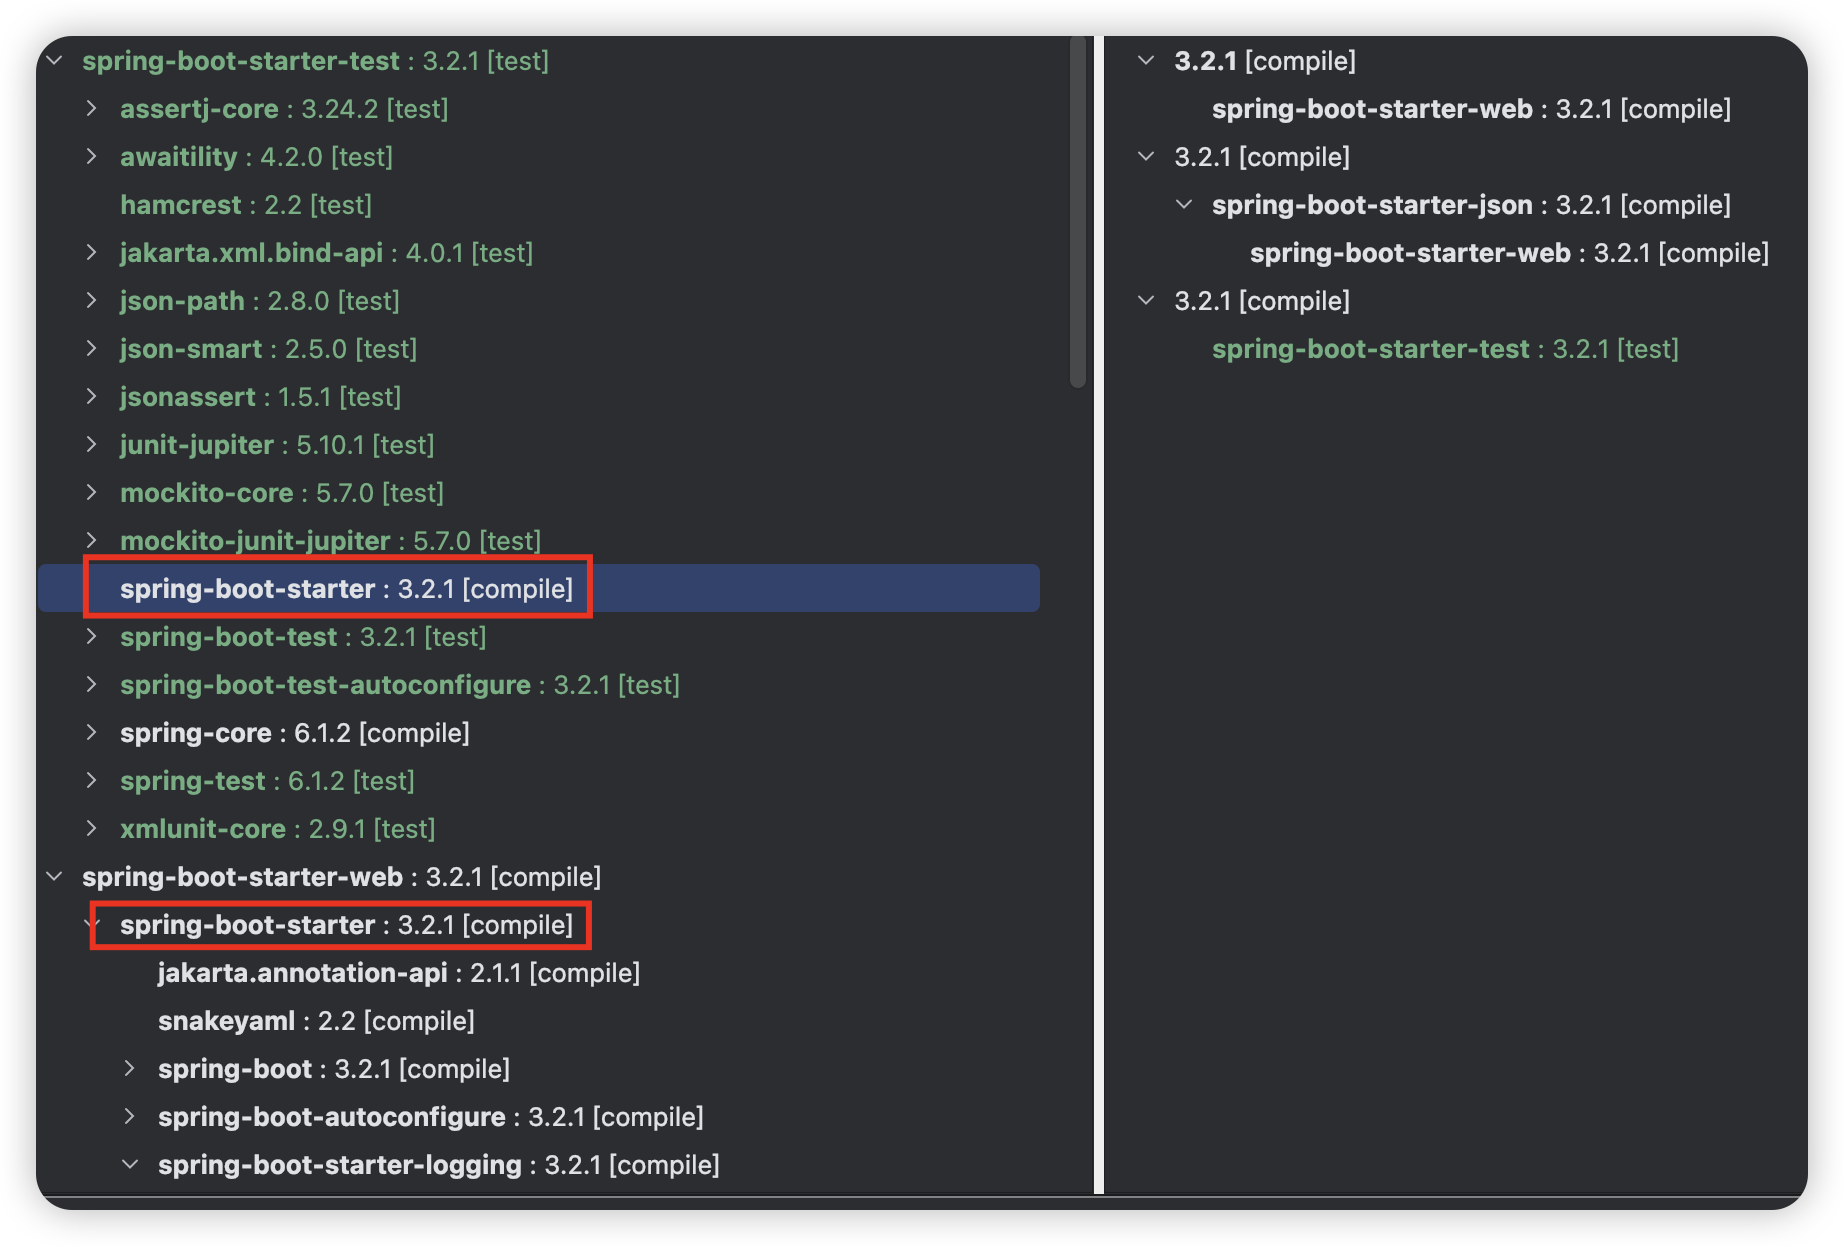 spring-boot-starter-test : 3.2.1 [test]
assertj-core : 3.24.2 [test]
awaitility : 4.2.0 [test]
hamcrest : 2.2 [test]
jakarta.xml.bind-api : 4.0.1 [test]
json-path : 2.8.0 [test]
json-smart : 2.5.0 [test]
jsonassert : 1.5.1 [test]
junit-jupiter : 5.10.1 [test]
mockito-core : 5.7.0 [test]
mockito-junit-jupiter : 5.7.0 [test]
spring-boot-starter : 3.2.1 [compile]
spring-boot-test : 3.2.1 [test]
spring-boot-test-autoconfigure : 3.2.1 [test]
spring-core : 6.1.2 [compile]
spring-test : 6.1.2 [test]
xmlunit-core : 2.9.1 [test]
spring-boot-starter-web : 3.2.1 [compile]
spring-boot-starter : 3.2.1 [compile]
jakarta.annotation-api : 2.1.1 [compile]
snakeyaml : 2.2 [compile]
spring-boot : 3.2.1 [compile]
spring-boot-autoconfigure : 3.2.1 [compile]
spring-boot-starter-logging : 3.2.1 [compile]
3.2.1 [compile]
spring-boot-starter-web : 3.2.1 [compile]
3.2.1 [compile]
spring-boot-starter-json : 3.2.1 [compile]
spring-boot-starter-web : 3.2.1 [compile]
3.2.1 [compile]
spring-boot-starter-test : 3.2.1 [test]